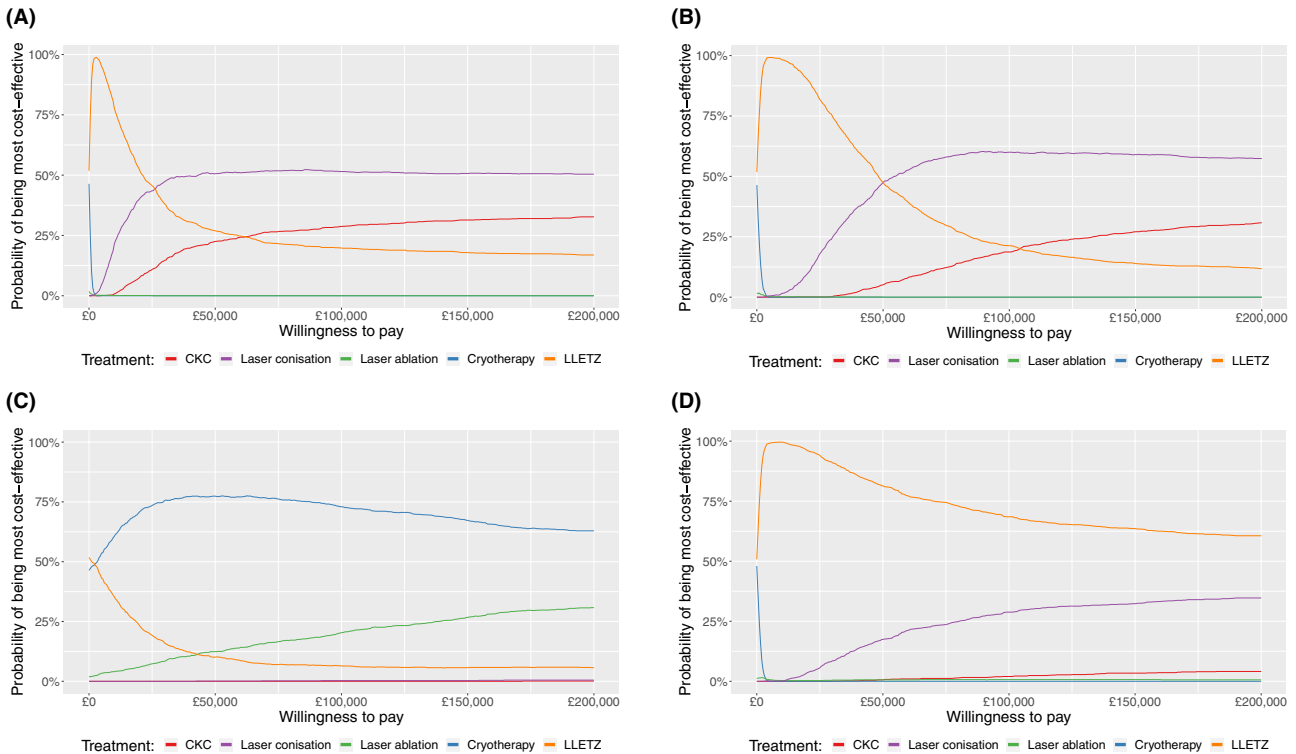 (A)
Probability of being most cost−effective
100%
75%
50%
25%
0%
£0 £50,000 £100,000 £150,000 £200,000
Willingness to pay
Treatment: CKC Laser conisation Laser ablation Cryotherapy LLETZ
(B)
Probability of being most cost−effective
100%
75%
50%
25%
0%
£0 £50,000 £100,000 £150,000 £200,000
Willingness to pay
Treatment: CKC Laser conisation Laser ablation Cryotherapy LLETZ
(C)
Probability of being most cost−effective
100%
75%
50%
25%
0%
£0 £50,000 £100,000 £150,000 £200,000
Willingness to pay
Treatment: CKC Laser conisation Laser ablation Cryotherapy LLETZ
(D)
Probability of being most cost−effective
100%
75%
50%
25%
0%
£0 £50,000 £100,000 £150,000 £200,000
Willingness to pay
Treatment: CKC Laser conisation Laser ablation Cryotherapy LLETZ